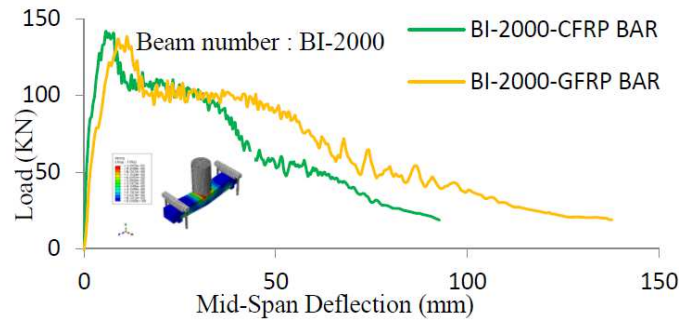 150
100
50
0
Load (KN)
Beam number : BI-2000
BI-2000-CFRP BAR
BI-2000-GFRP BAR
0
50
100
150
Mid-Span Deflection (mm)